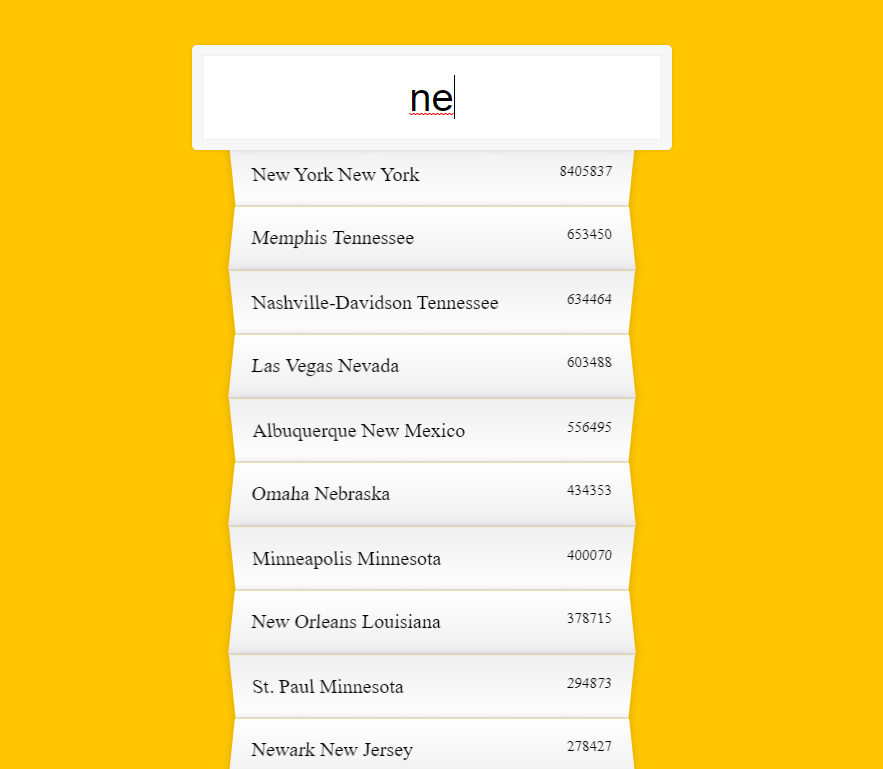 ne
New York New York 8405837
Memphis Tennessee 653450
Nashville-Davidson Tennessee 634464
Las Vegas Nevada 603488
Albuquerque New Mexico 556495
Omaha Nebraska 434353
Minneapolis Minnesota 400070
New Orleans Louisiana 378715
St. Paul Minnesota 294873
Newark New Jersey 278427